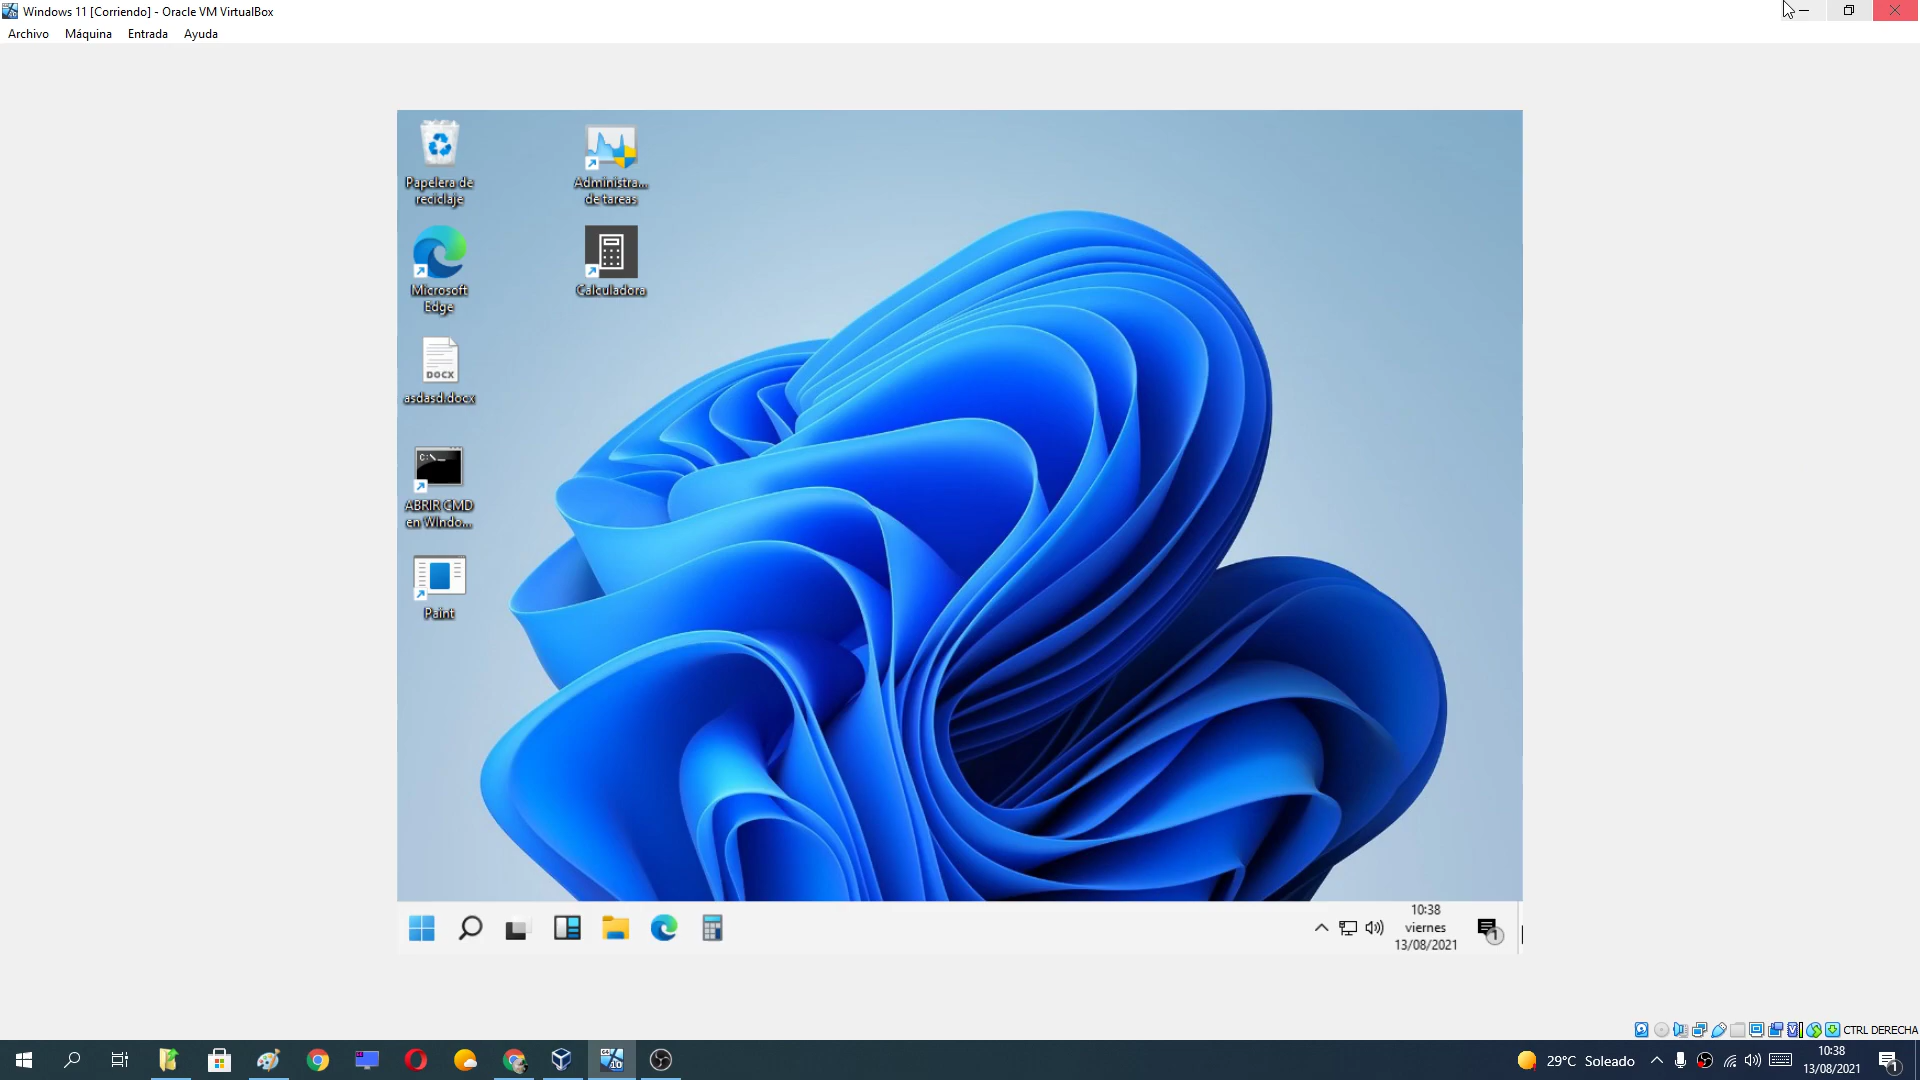 Windows 11 [Corriendo] - Oracle VM VirtualBox
Archivo Máquina Entrada Ayuda
Papelera de
reciclaje
Administra...
de tareas
Microsoft
Edge
Calculadora
DOCX
asdasd.docx
C:\
ABRIR CMD
en WIndo...
Paint
10:38
viernes
13/08/2021
1
CTRL DERECHA
29°C Soleado
10:38
13/08/2021
1